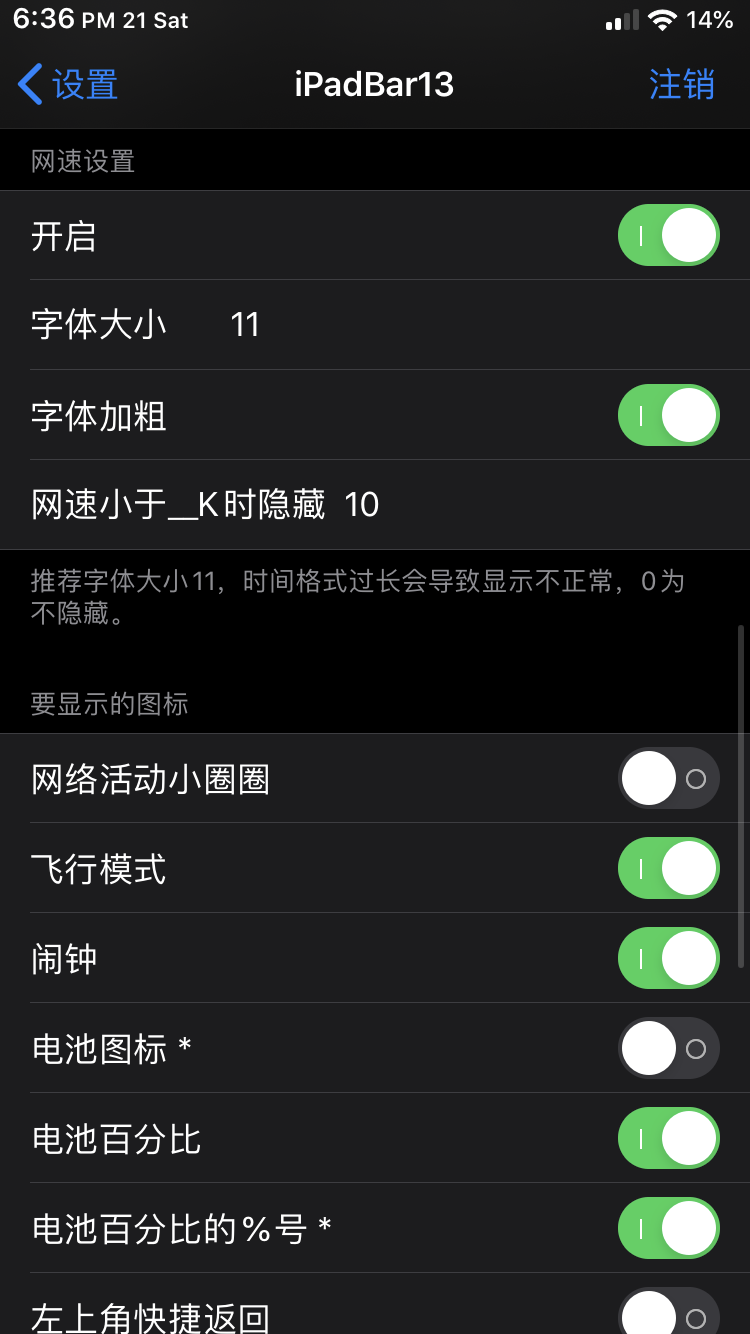 6:36 PM 21 Sat 14%
设置 iPadBar13 注销
网速设置
开启
字体大小 11
字体加粗
网速小于__K时隐藏 10
推荐字体大小11，时间格式过长会导致显示不正常，0为
不隐藏。
要显示的图标
网络活动小圈圈
飞行模式
闹钟
电池图标 *
电池百分比
电池百分比的%号 *
左上角快捷返回